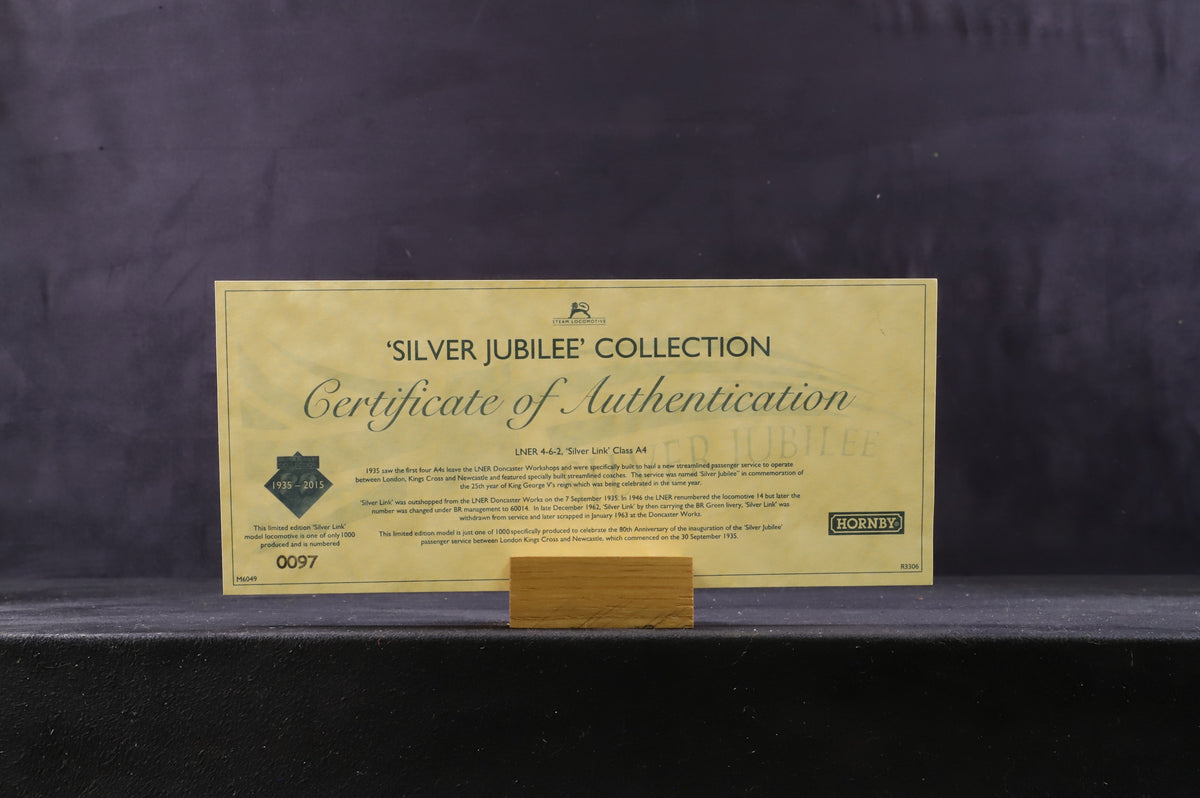 STEAM LOCOMOTIVE
'SILVER JUBILEE' COLLECTION
Certificate of Authentication
SILVER JUBILEE
LNER 4-6-2, 'Silver Link' Class A4
1935 saw the first four A4s leave the LNER Doncaster Workshops and were specifically built to haul a new streamlined passenger service to operate
between London, Kings Cross and Newcastle and featured specially built streamlined coaches. The service was named 'Silver Jubilee" in commemoration of
the 25th year of King George V's reign which was being celebrated in the same year.
'Silver Link' was outshopped from the LNER Doncaster Works on the 7 September 1935. In 1946 the LNER renumbered the locomotive 14 but later the
number was changed under BR management to 60014. In late December 1962, 'Silver Link' by then carrying the BR Green livery, 'Silver Link' was
withdrawn from service and later scrapped in January 1963 at the Doncaster Works.
This limited edition model is just one of 1000 specifically produced to celebrate the 80th Anniversary of the inauguration of the 'Silver Jubilee'
passenger service between London Kings Cross and Newcastle, which commenced on the 30 September 1935.
1935 – 2015
This limited edition 'Silver Link'
model locomotive is one of only 1000
produced and is numbered
0097
M6049
HORNBY
R3306